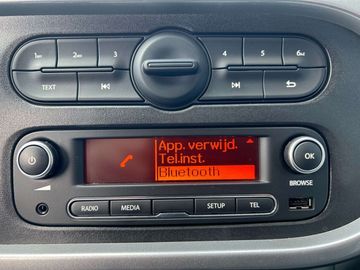 1 2 3 4 5 6
TEXT
App.verwijd.
Tel.inst.
Bluetooth
OK
BROWSE
RADIO MEDIA SETUP TEL